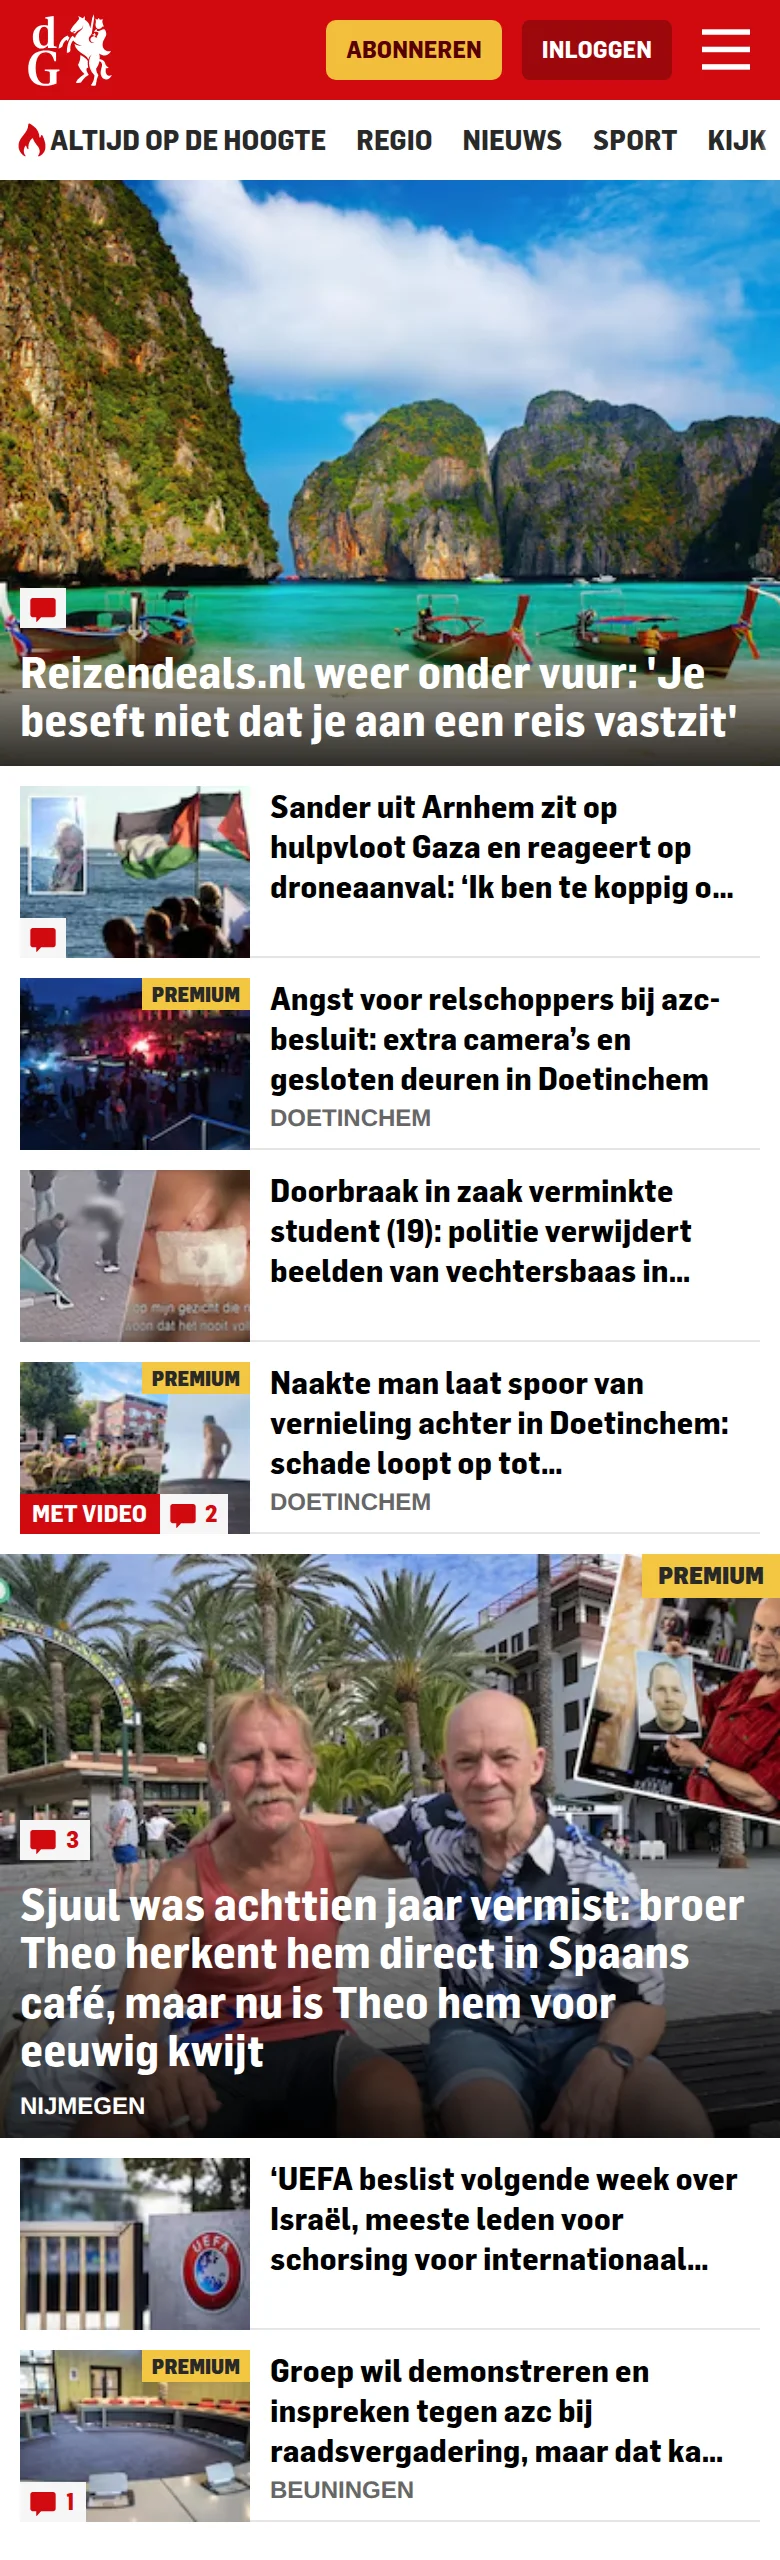 dG
ABONNEREN
INLOGGEN
ALTIJD OP DE HOOGTE
REGIO
NIEUWS
SPORT
KIJK
Reizendeals.nl weer onder vuur: 'Je
beseft niet dat je aan een reis vastzit'
Sander uit Arnhem zit op
hulpvloot Gaza en reageert op
droneaanval: ‘Ik ben te koppig o...
PREMIUM
Angst voor relschoppers bij azc-
besluit: extra camera’s en
gesloten deuren in Doetinchem
DOETINCHEM
op mijn gezicht die n
woon dat het nooit voll
Doorbraak in zaak verminkte
student (19): politie verwijdert
beelden van vechtersbaas in...
PREMIUM
MET VIDEO
2
Naakte man laat spoor van
vernieling achter in Doetinchem:
schade loopt op tot...
DOETINCHEM
PREMIUM
3
Sjuul was achttien jaar vermist: broer
Theo herkent hem direct in Spaans
café, maar nu is Theo hem voor
eeuwig kwijt
NIJMEGEN
UEFA
‘UEFA beslist volgende week over
Israël, meeste leden voor
schorsing voor internationaal...
PREMIUM
1
Groep wil demonstreren en
inspreken tegen azc bij
raadsvergadering, maar dat ka...
BEUNINGEN